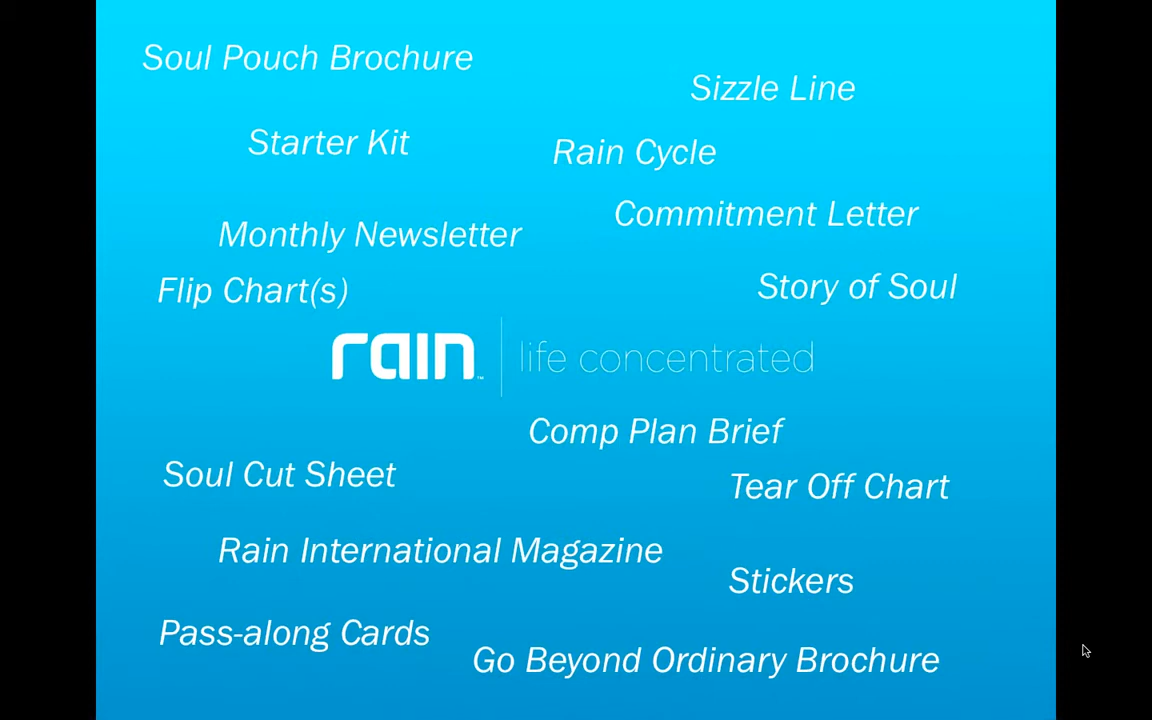 Soul Pouch Brochure
Sizzle Line
Starter Kit
Rain Cycle
Commitment Letter
Monthly Newsletter
Flip Chart(s)
Story of Soul
rain™ life concentrated
Comp Plan Brief
Soul Cut Sheet
Tear Off Chart
Rain International Magazine
Stickers
Pass-along Cards
Go Beyond Ordinary Brochure